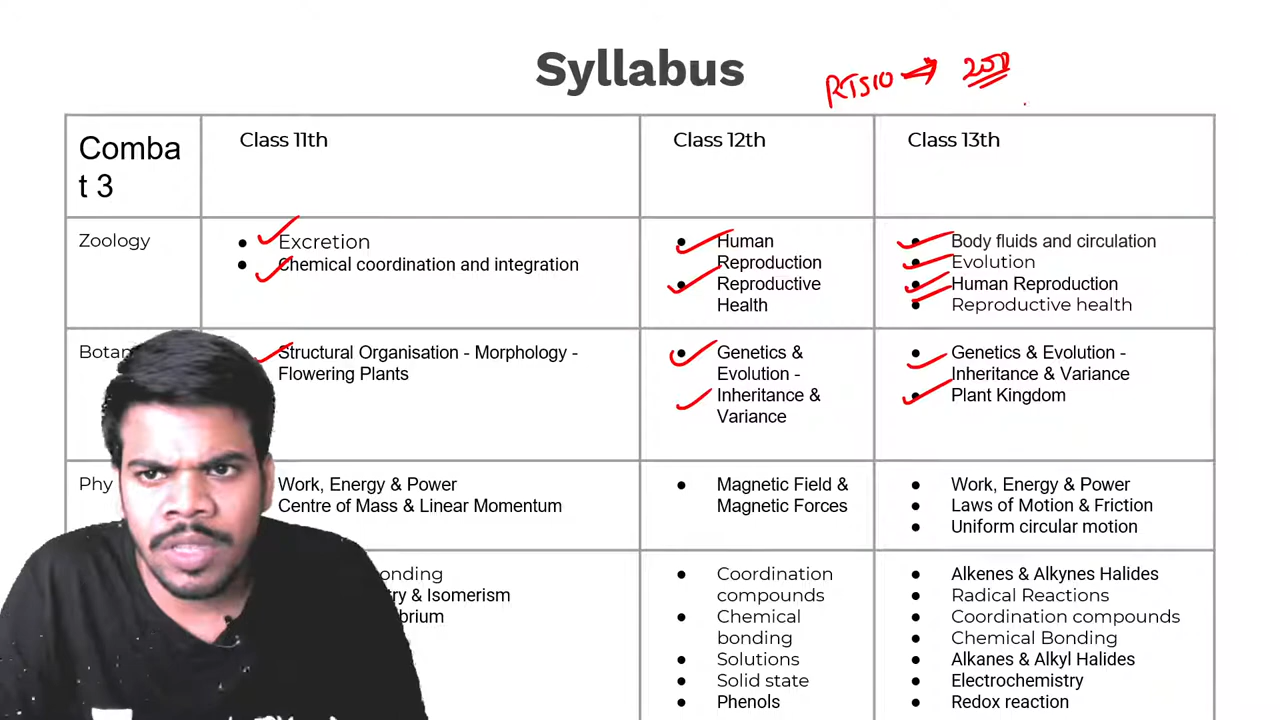 Syllabus
RTS10 → 200
Comba
t 3
Class 11th
Class 12th
Class 13th
Zoology
● Excretion
● Chemical coordination and integration
● Human
Reproduction
● Reproductive
Health
● Body fluids and circulation
● Evolution
● Human Reproduction
● Reproductive health
Structural Organisation - Morphology -
Flowering Plants
● Genetics &
Evolution -
● Inheritance &
Variance
● Genetics & Evolution -
Inheritance & Variance
● Plant Kingdom
Phy
Work, Energy & Power
Centre of Mass & Linear Momentum
● Magnetic Field &
Magnetic Forces
● Work, Energy & Power
● Laws of Motion & Friction
● Uniform circular motion
onding
ry & Isomerism
brium
● Coordination
compounds
● Chemical
bonding
● Solutions
● Solid state
● Phenols
● Alkenes & Alkynes Halides
● Radical Reactions
● Coordination compounds
● Chemical Bonding
● Alkanes & Alkyl Halides
● Electrochemistry
● Redox reaction